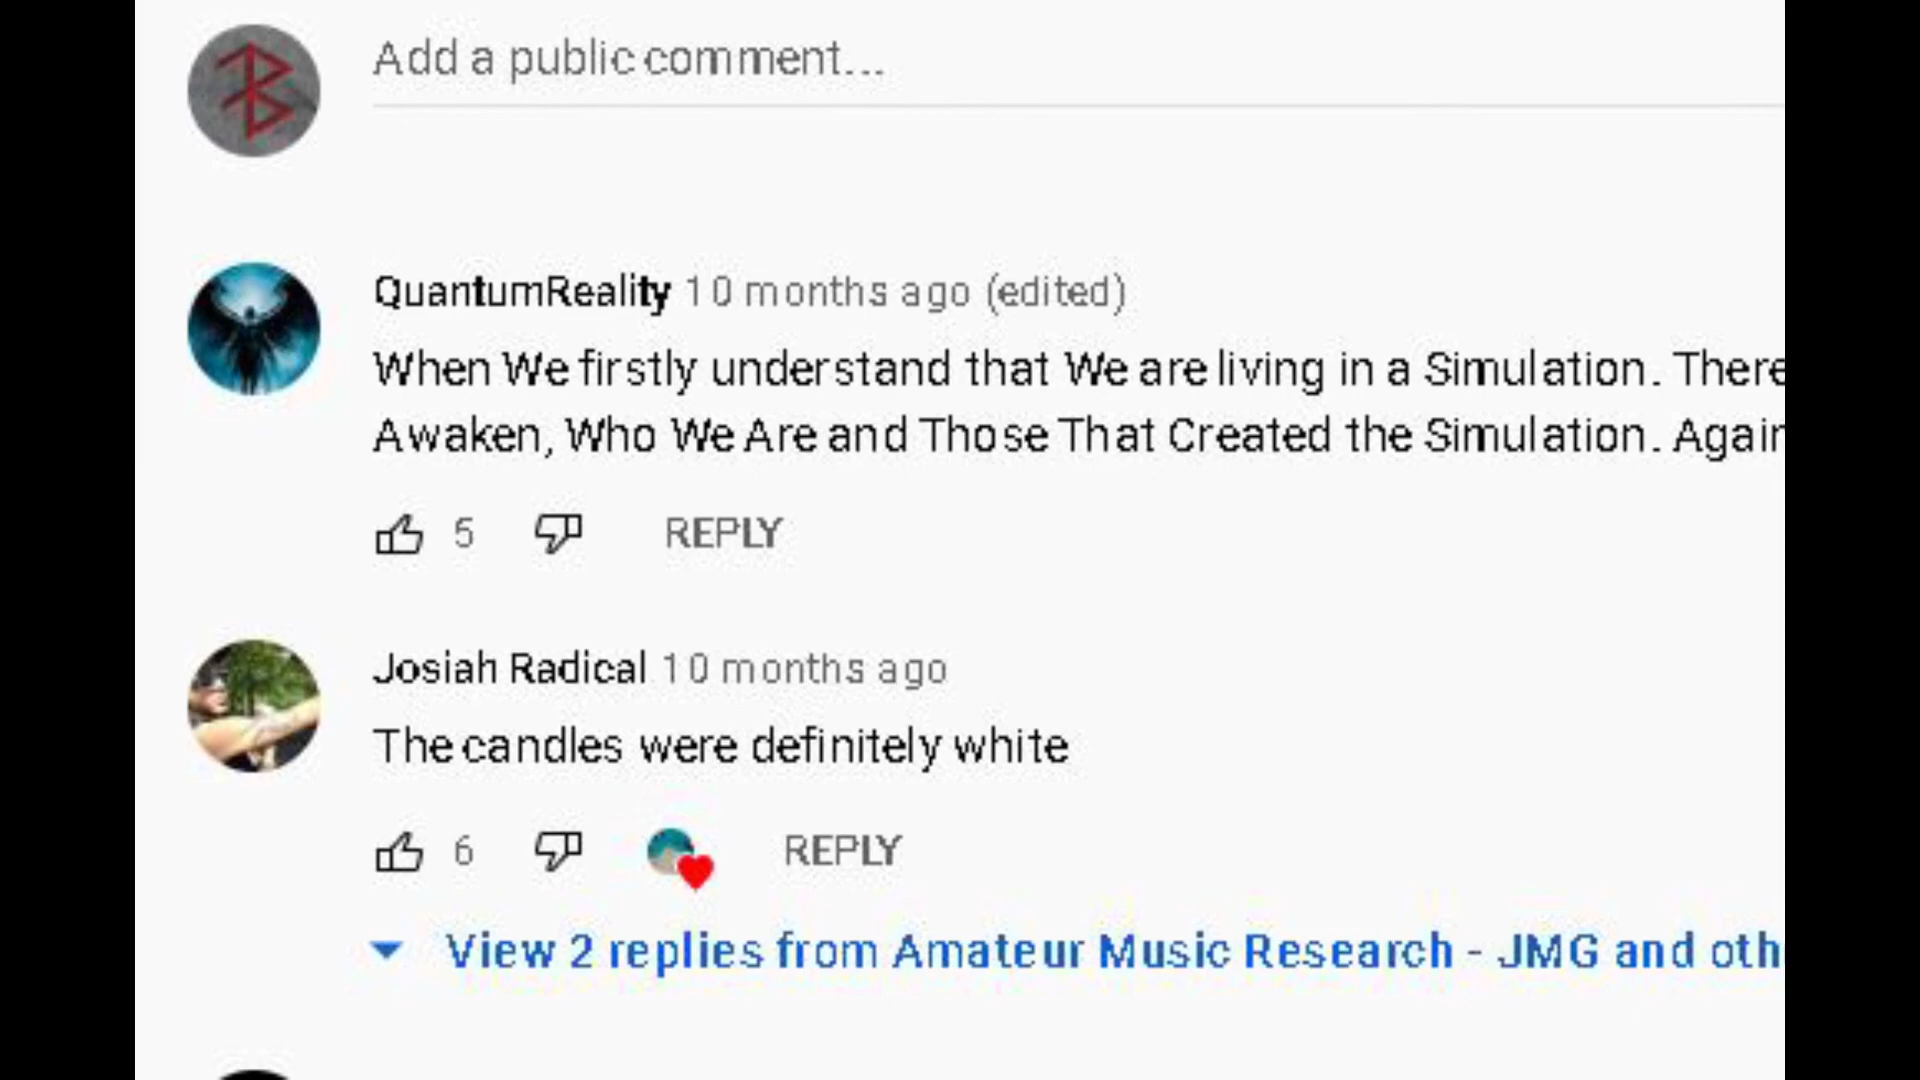 Add a public comment...
QuantumReality 10 months ago (edited)
When We firstly understand that We are living in a Simulation. There
Awaken, Who We Are and Those That Created the Simulation. Again
5 REPLY
Josiah Radical 10 months ago
The candles were definitely white
6 REPLY
View 2 replies from Amateur Music Research - JMG and oth